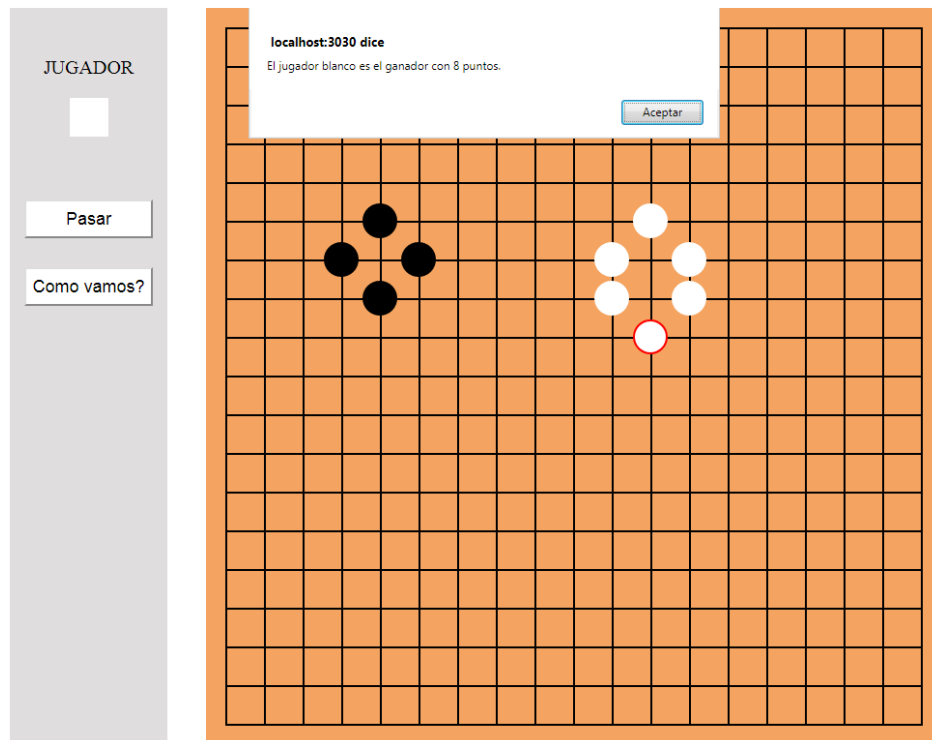 JUGADOR
Pasar
Como vamos?
localhost:3030 dice
El jugador blanco es el ganador con 8 puntos.
Aceptar